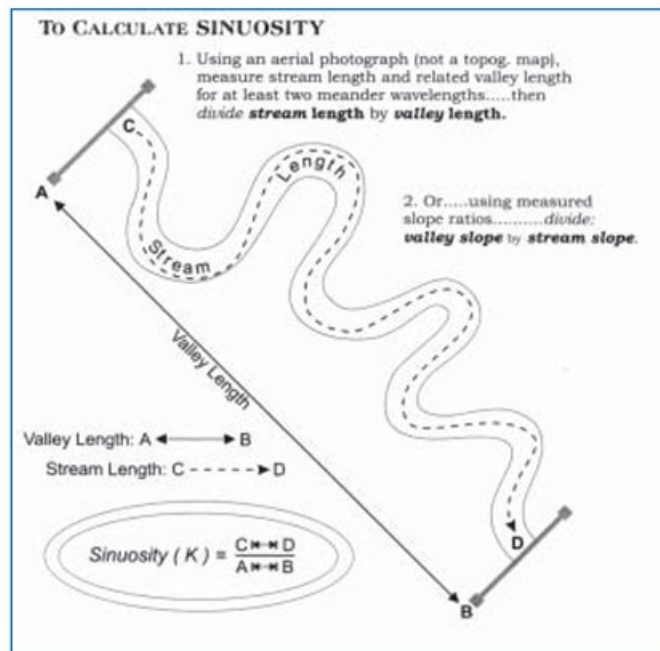 TO CALCULATE SINUOSITY
1. Using an aerial photograph (not a topog. map),
measure stream length and related valley length
for at least two meander wavelengths.....then
divide stream length by valley length.
C
A
Length
Stream
2. Or.....using measured
slope ratios..........divide:
valley slope by stream slope.
Valley Length
Valley Length: A ◄──► B
Stream Length: C - - - - -► D
Sinuosity ( K ) = C ↔ D / A ↔ B
D
B